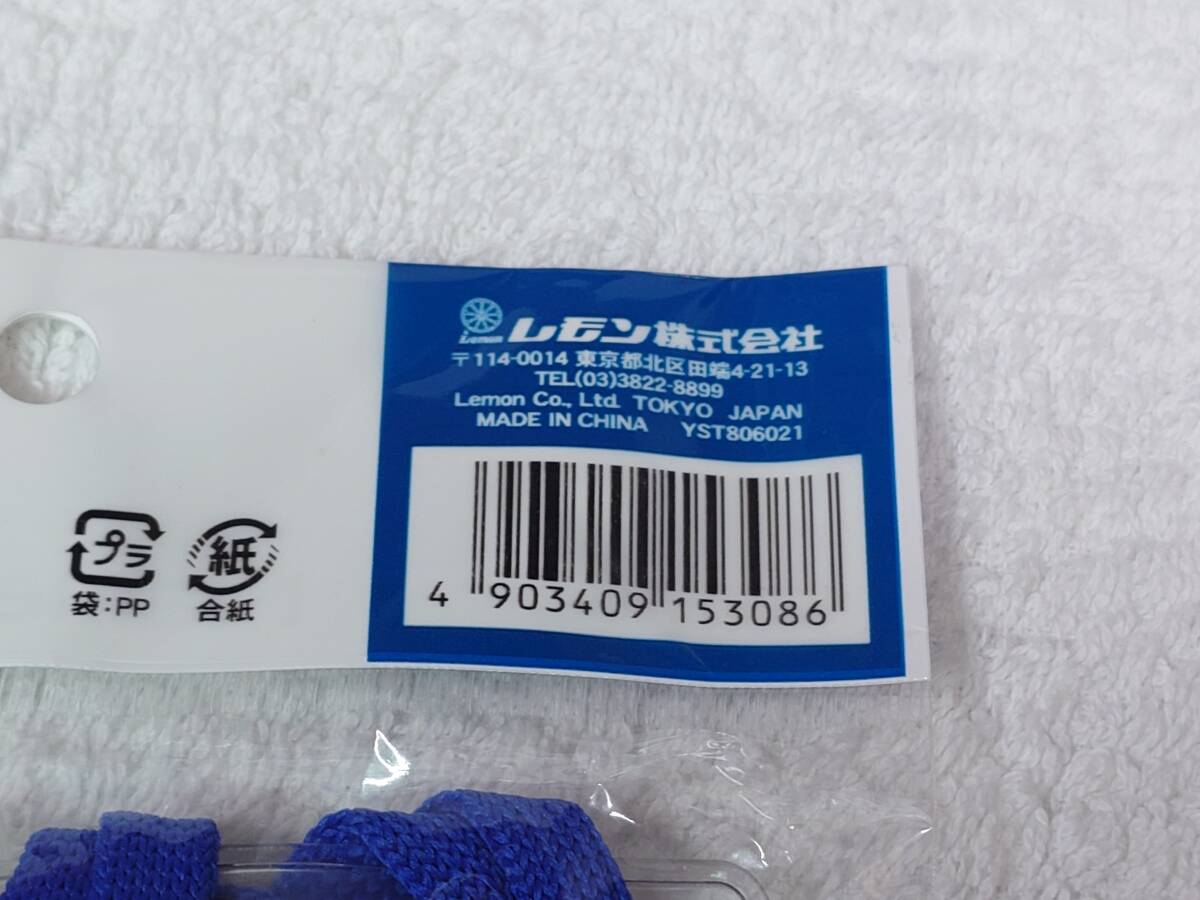 Lemon レモン株式会社
〒114-0014 東京都北区田端4-21-13
TEL(03)3822-8899
Lemon Co., Ltd. TOKYO JAPAN
MADE IN CHINA YST806021
4 903409 153086
プラ 紙
袋:PP 合紙